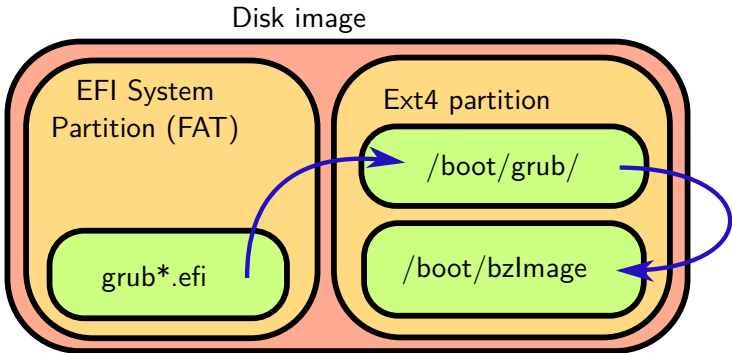 Disk image
EFI System
Partition (FAT)
grub*.efi
Ext4 partition
/boot/grub/
/boot/bzImage